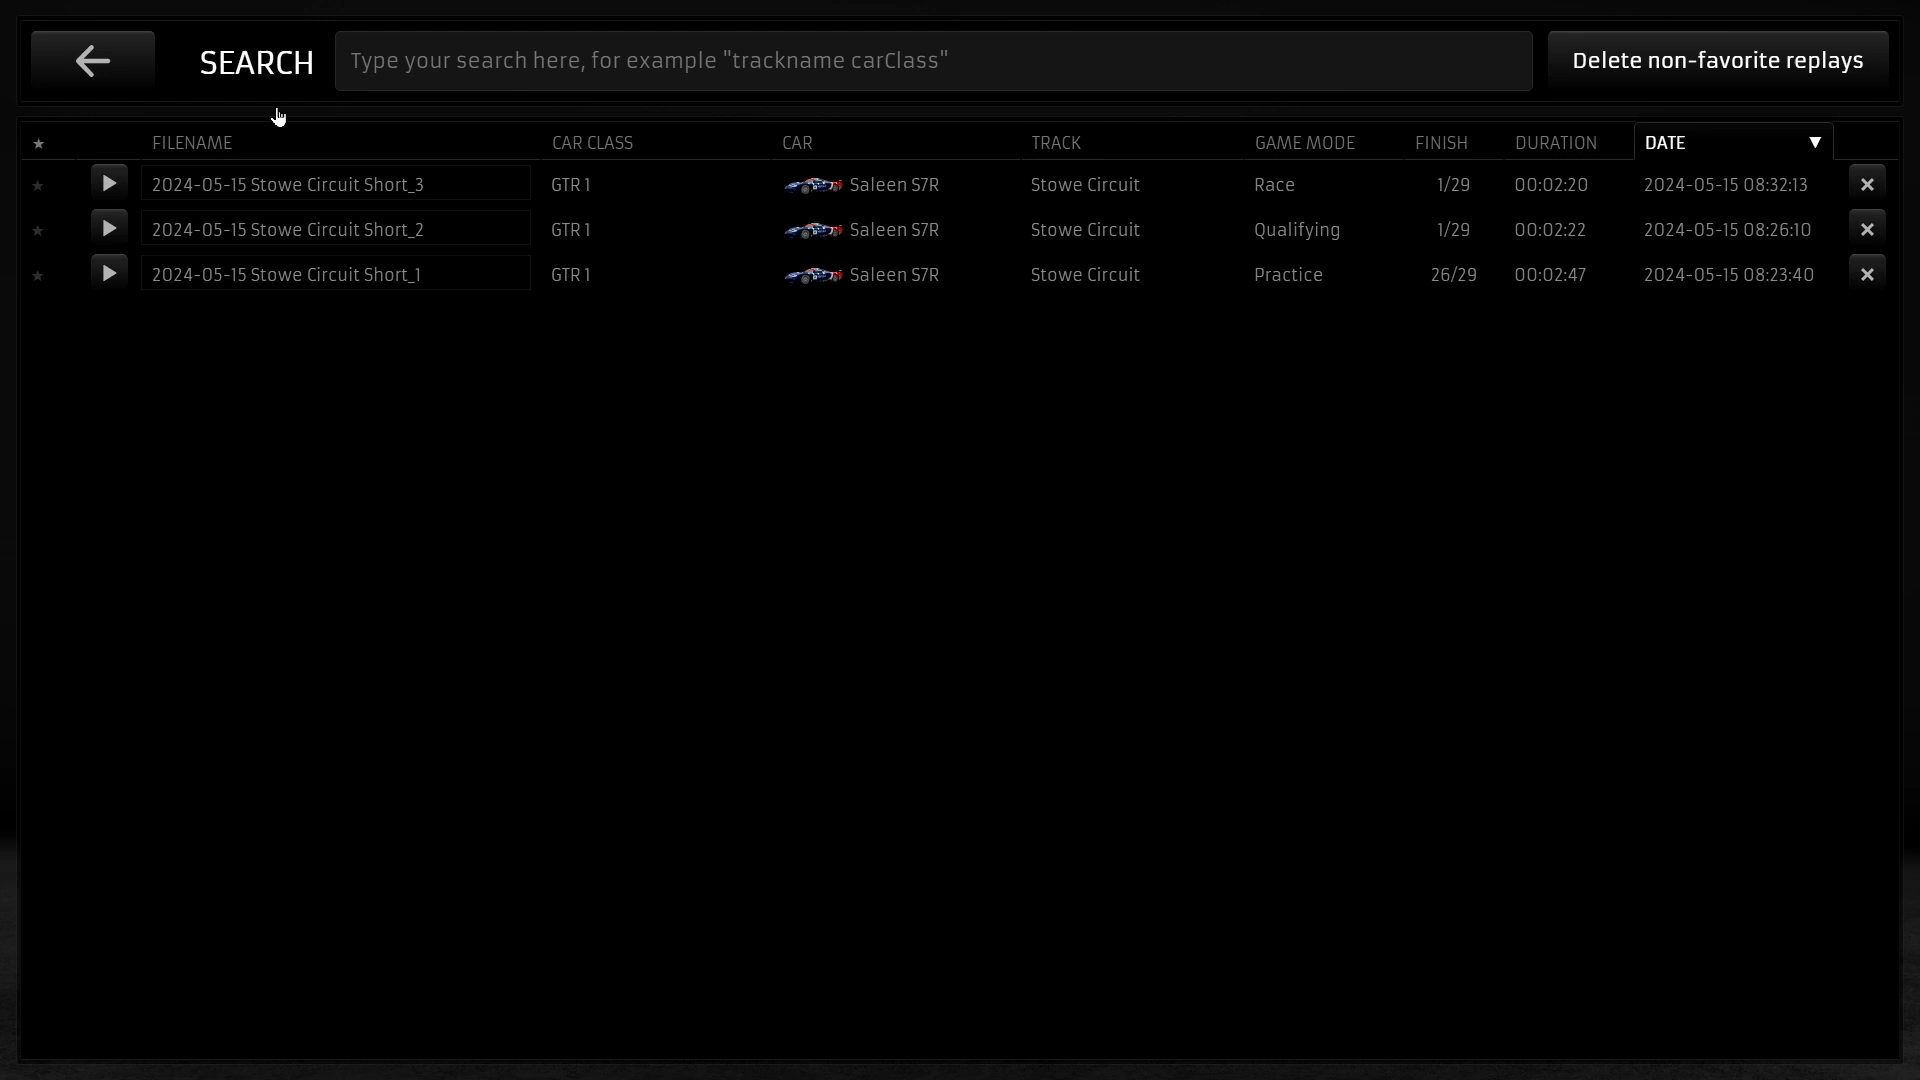 SEARCH Type your search here, for example "trackname carClass" Delete non-favorite replays
★ FILENAME CAR CLASS CAR TRACK GAME MODE FINISH DURATION DATE ▼
2024-05-15 Stowe Circuit Short_3 GTR 1 Saleen S7R Stowe Circuit Race 1/29 00:02:20 2024-05-15 08:32:13
2024-05-15 Stowe Circuit Short_2 GTR 1 Saleen S7R Stowe Circuit Qualifying 1/29 00:02:22 2024-05-15 08:26:10
2024-05-15 Stowe Circuit Short_1 GTR 1 Saleen S7R Stowe Circuit Practice 26/29 00:02:47 2024-05-15 08:23:40